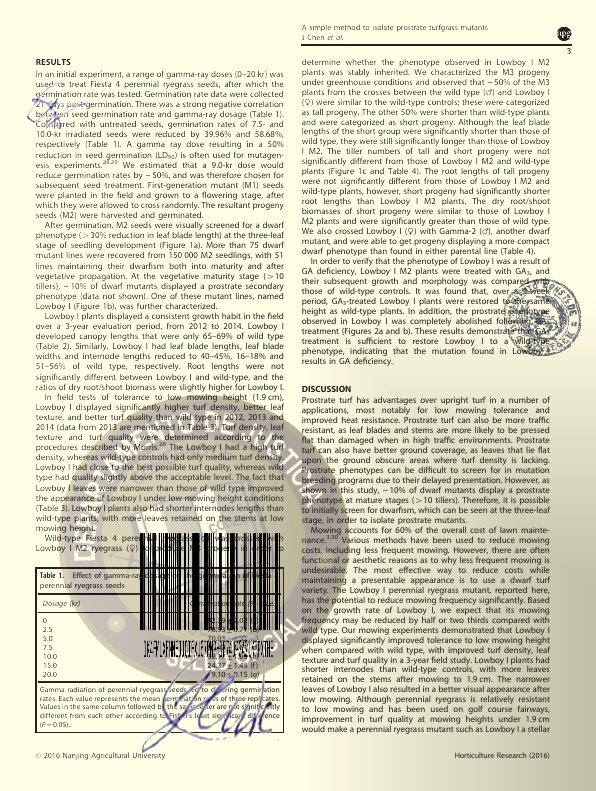 A simple method to isolate prostrate turfgrass mutants
J Chen et al.
npg
3
RESULTS
In an initial experiment, a range of gamma-ray doses (0–20 kr) was
used to treat Fiesta 4 perennial ryegrass seeds, after which the
germination rate was tested. Germination rate data were collected
21 days postgermination. There was a strong negative correlation
between seed germination rate and gamma-ray dosage (Table 1).
Compared with untreated seeds, germination rates of 7.5- and
10.0-kr irradiated seeds were reduced by 39.96% and 58.68%,
respectively (Table 1). A gamma ray dose resulting in a 50%
reduction in seed germination (LD50) is often used for mutagen-
esis experiments.28,29 We estimated that a 9.0-kr dose would
reduce germination rates by ~ 50%, and was therefore chosen for
subsequent seed treatment. First-generation mutant (M1) seeds
were planted in the field and grown to a flowering stage, after
which they were allowed to cross randomly. The resultant progeny
seeds (M2) were harvested and germinated.
After germination, M2 seeds were visually screened for a dwarf
phenotype (> 30% reduction in leaf blade length) at the three-leaf
stage of seedling development (Figure 1a). More than 75 dwarf
mutant lines were recovered from 150 000 M2 seedlings, with 51
lines maintaining their dwarfism both into maturity and after
vegetative propagation. At the vegetative maturity stage (> 10
tillers), ~ 10% of dwarf mutants displayed a prostrate secondary
phenotype (data not shown). One of these mutant lines, named
Lowboy I (Figure 1b), was further characterized.
Lowboy I plants displayed a consistent growth habit in the field
over a 3-year evaluation period, from 2012 to 2014. Lowboy I
developed canopy lengths that were only 65–69% of wild type
(Table 2). Similarly, Lowboy I had leaf blade lengths, leaf blade
widths and internode lengths reduced to 40–45%, 16–18% and
51–56% of wild type, respectively. Root lengths were not
significantly different between Lowboy I and wild-type, and the
ratios of dry root/shoot biomass were slightly higher for Lowboy I.
In field tests of tolerance to low mowing height (1.9 cm),
Lowboy I displayed significantly higher turf density, better leaf
texture, and better turf quality than wild type in 2012, 2013 and
2014 (data from 2013 are presented in Table 3). Turf density, leaf
texture and turf quality were determined according to the
procedures described by Morris.26 The Lowboy I had a high turf
density, whereas wild-type controls had only medium turf density.
Lowboy I had close to the best possible turf quality, whereas wild
type had quality slightly above the acceptable level. The fact that
Lowboy I leaves were narrower than those of wild type improved
the appearance of Lowboy I under low mowing height conditions
(Table 3). Lowboy I plants also had shorter internodes lengths than
wild-type plants, with more leaves retained on the stems at low
mowing height.
Wild-type Fiesta 4 perennial ryegrass was crossed with
Lowboy I M2 ryegrass (♀) to produce M3 progeny in order to
Table 1. Effect of gamma-ray dosage on the germination of
perennial ryegrass seeds
Dosage (kr)
0
2.5
5.0
7.5
10.0
15.0 24.37 ± 1.45 (f)
20.0 9.10 ± 0.15 (g)
Gamma radiation of perennial ryegrass seeds led to differing germination
rates. Each value represents the mean germination rates of three replicates.
Values in the same column followed by the same letter are not significantly
different from each other according to Fisher's least significant difference
(P = 0.05).
determine whether the phenotype observed in Lowboy I M2
plants was stably inherited. We characterized the M3 progeny
under greenhouse conditions and observed that ~ 50% of the M3
plants from the crosses between the wild type (♂) and Lowboy I
(♀) were similar to the wild-type controls; these were categorized
as tall progeny. The other 50% were shorter than wild-type plants
and were categorized as short progeny. Although the leaf blade
lengths of the short group were significantly shorter than those of
wild type, they were still significantly longer than those of Lowboy
I M2. The tiller numbers of tall and short progeny were not
significantly different from those of Lowboy I M2 and wild-type
plants (Figure 1c and Table 4). The root lengths of tall progeny
were not significantly different from those of Lowboy I M2 and
wild-type plants, however, short progeny had significantly shorter
root lengths than Lowboy I M2 plants. The dry root/shoot
biomasses of short progeny were similar to those of Lowboy I
M2 plants and were significantly greater than those of wild type.
We also crossed Lowboy I (♀) with Gamma-2 (♂), another dwarf
mutant, and were able to get progeny displaying a more compact
dwarf phenotype than found in either parental line (Table 4).
In order to verify that the phenotype of Lowboy I was a result of
GA deficiency, Lowboy I M2 plants were treated with GA3, and
their subsequent growth and morphology was compared with
those of wild-type controls. It was found that, over a
period, GA3-treated Lowboy I plants were restored to the same
height as wild-type plants. In addition, the prostrate phenotype
observed in Lowboy I was completely abolished following GA3
treatment (Figures 2a and b). These results demonstrate that GA3
treatment is sufficient to restore Lowboy I to a wild-type
phenotype, indicating that the mutation found in Lowboy I
results in GA deficiency.
DISCUSSION
Prostrate turf has advantages over upright turf in a number of
applications, most notably for low mowing tolerance and
improved heat resistance. Prostrate turf can also be more traffic
resistant, as leaf blades and stems are more likely to be pressed
flat than damaged when in high traffic environments. Prostrate
turf can also have better ground coverage, as leaves that lie flat
upon the ground obscure areas where turf density is lacking.
Prostrate phenotypes can be difficult to screen for in mutation
breeding programs due to their delayed presentation. However, as
shown in this study, ~ 10% of dwarf mutants display a prostrate
phenotype at mature stages (> 10 tillers). Therefore, it is possible
to initially screen for dwarfism, which can be seen at the three-leaf
stage, in order to isolate prostrate mutants.
Mowing accounts for 60% of the overall cost of lawn mainte-
nance.3,30 Various methods have been used to reduce mowing
costs, including less frequent mowing. However, there are often
functional or aesthetic reasons as to why less frequent mowing is
undesirable. The most effective way to reduce costs while
maintaining a presentable appearance is to use a dwarf turf
variety. The Lowboy I perennial ryegrass mutant, reported here,
has the potential to reduce mowing frequency significantly. Based
on the growth rate of Lowboy I, we expect that its mowing
frequency may be reduced by half or two thirds compared with
wild type. Our mowing experiments demonstrated that Lowboy I
displayed significantly improved tolerance to low mowing height
when compared with wild type, with improved turf density, leaf
texture and turf quality in a 3-year field study. Lowboy I plants had
shorter internodes than wild-type controls, with more leaves
retained on the stems after mowing to 1.9 cm. The narrower
leaves of Lowboy I also resulted in a better visual appearance after
low mowing. Although perennial ryegrass is relatively resistant
to low mowing and has been used on golf course fairways,
improvement in turf quality at mowing heights under 1.9 cm
would make a perennial ryegrass mutant such as Lowboy I a stellar
© 2016 Nanjing Agricultural University
Horticulture Research (2016)